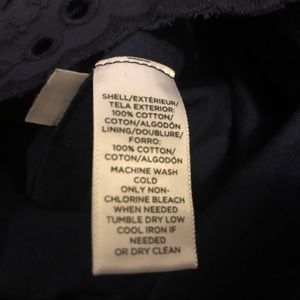 SHELL/EXTÉRIEUR/
TELA EXTERIOR:
100% COTTON/
COTON/ALGODÓN
LINING/DOUBLURE/
FORRO:
100% COTTON/
COTON/ALGODÓN
MACHINE WASH
COLD
ONLY NON-
CHLORINE BLEACH
WHEN NEEDED
TUMBLE DRY LOW
COOL IRON IF
NEEDED
OR DRY CLEAN